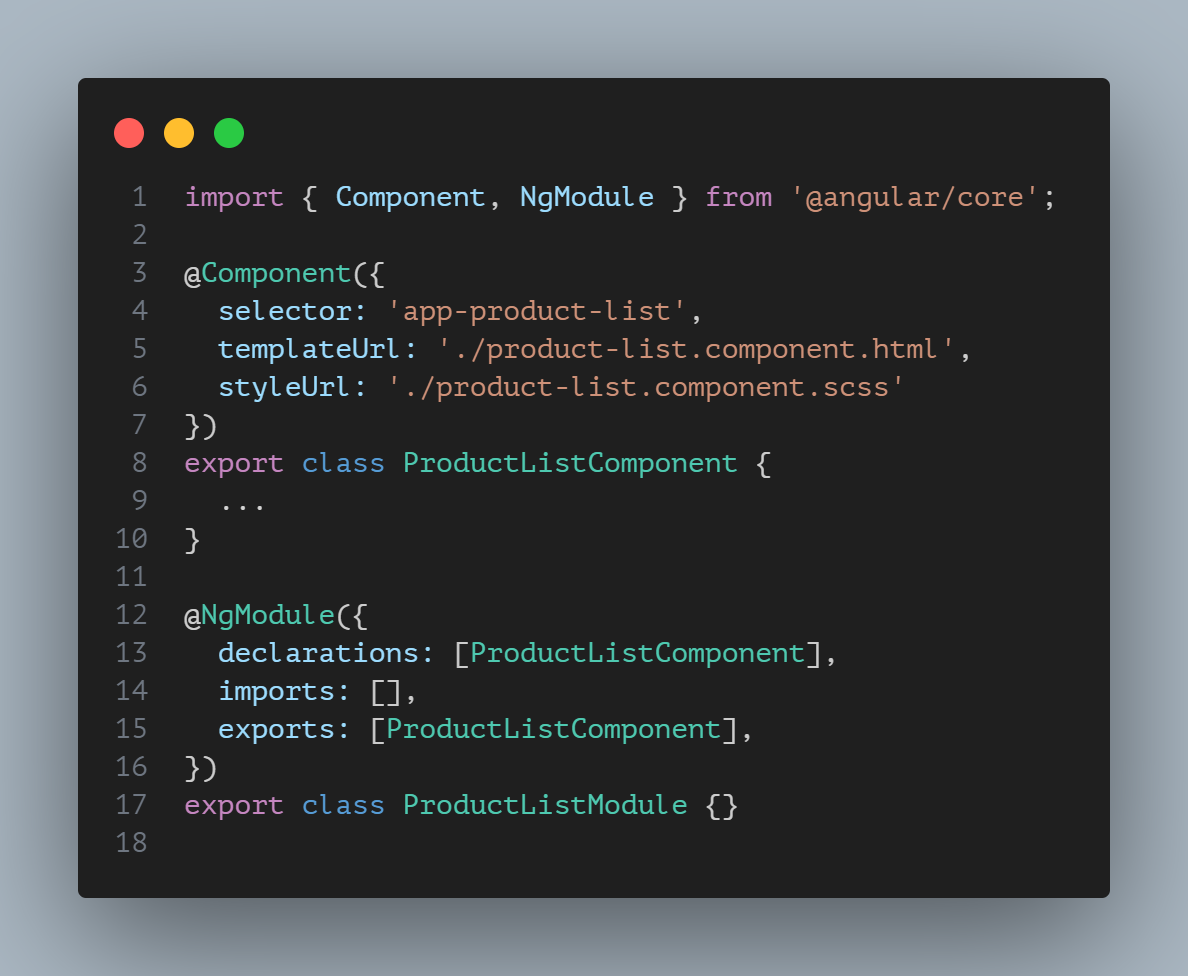 1 import { Component, NgModule } from '@angular/core';
2
3 @Component({
4   selector: 'app-product-list',
5   templateUrl: './product-list.component.html',
6   styleUrl: './product-list.component.scss'
7 })
8 export class ProductListComponent {
9   ...
10 }
11
12 @NgModule({
13   declarations: [ProductListComponent],
14   imports: [],
15   exports: [ProductListComponent],
16 })
17 export class ProductListModule {}
18